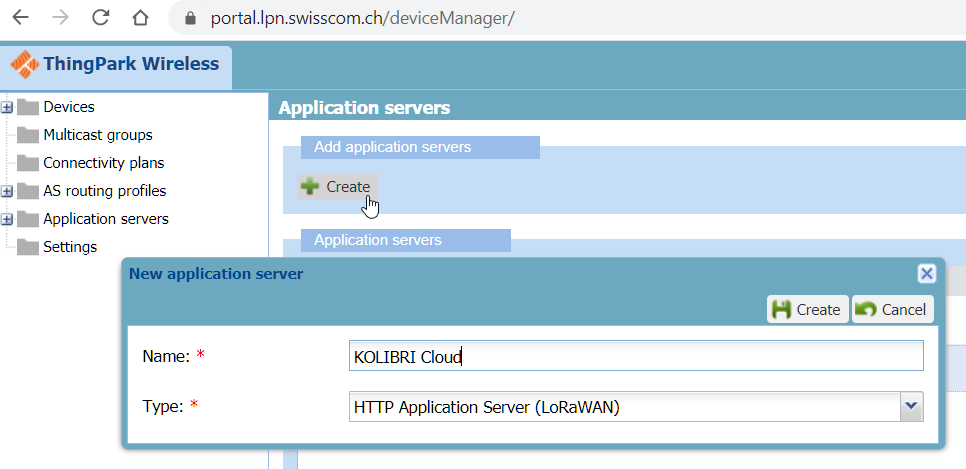 portal.lpn.swisscom.ch/deviceManager/
ThingPark Wireless
Devices
Multicast groups
Connectivity plans
AS routing profiles
Application servers
Settings
Application servers
Add application servers
Create
Application servers
New application server
Create Cancel
Name: *
KOLIBRI Cloud
Type: *
HTTP Application Server (LoRaWAN)